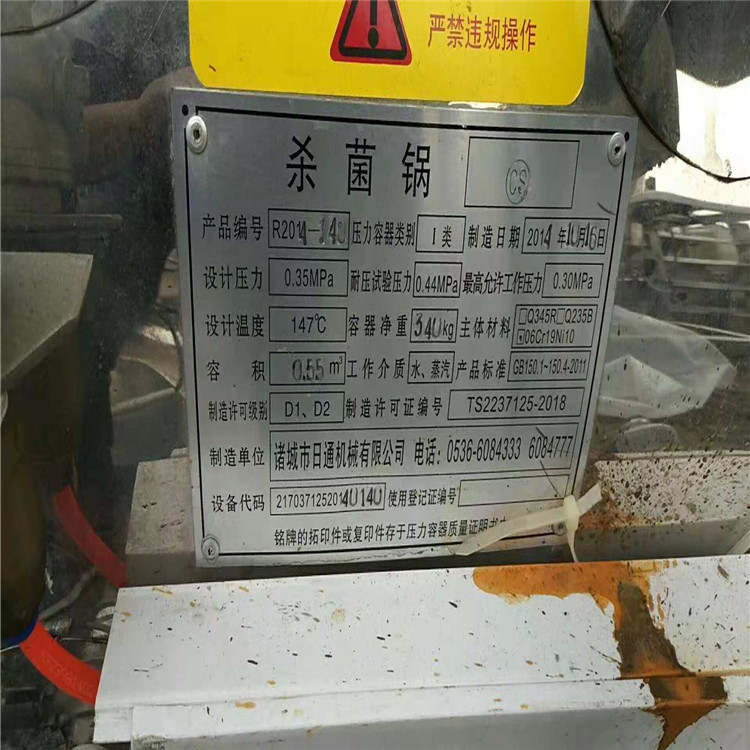 严禁违规操作
杀菌锅 CS
产品编号 R2014-140 压力容器类别 I类 制造日期 2014年10月16日
设计压力 0.35MPa 耐压试验压力 0.44MPa 最高允许工作压力 0.30MPa
设计温度 147℃ 容器净重 340kg 主体材料 □Q345R□Q235B
☑06Cr19Ni10
容积 0.55m³ 工作介质 水、蒸汽 产品标准 GB150.1~150.4-2011
制造许可级别 D1、D2 制造许可证编号 TS2237125-2018
制造单位 诸城市日通机械有限公司 电话: 0536-6084333 6084777
设备代码 21703712520140140 使用登记证编号
铭牌的拓印件或复印件存于压力容器质量证明书